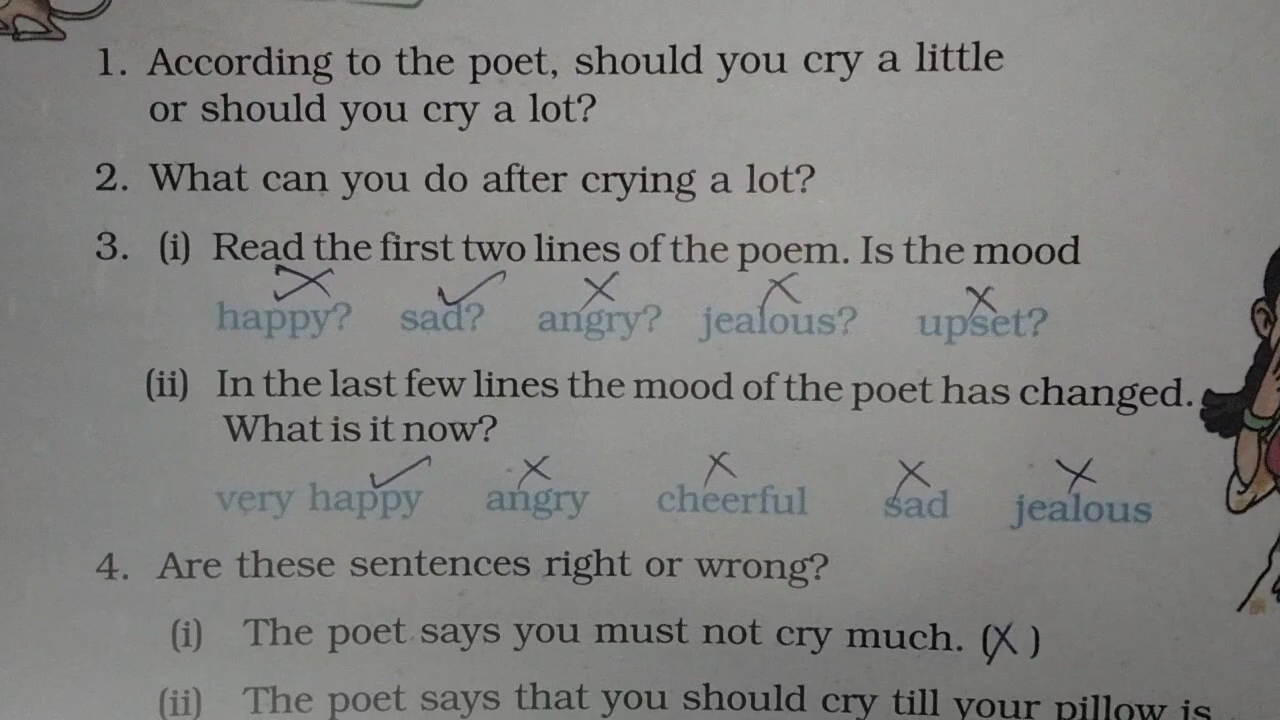 1. According to the poet, should you cry a little
or should you cry a lot?
2. What can you do after crying a lot?
3. (i) Read the first two lines of the poem. Is the mood
happy? sad? angry? jealous? upset?
(ii) In the last few lines the mood of the poet has changed.
What is it now?
very happy angry cheerful sad jealous
4. Are these sentences right or wrong?
(i) The poet says you must not cry much. (X)
(ii) The poet says that you should cry till your pillow is